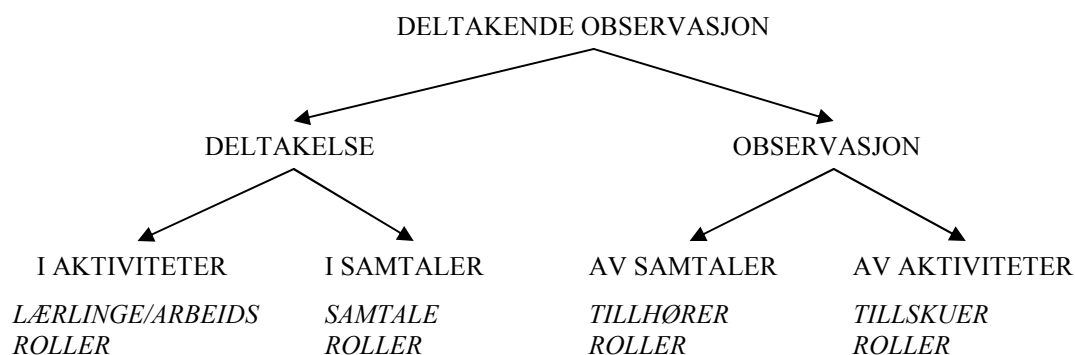 DELTAKENDE OBSERVASJON
DELTAKELSE
OBSERVASJON
I AKTIVITETER
I SAMTALER
AV SAMTALER
AV AKTIVITETER
LÆRLINGE/ARBEIDS
ROLLER
SAMTALE
ROLLER
TILLHØRER
ROLLER
TILLSKUER
ROLLER